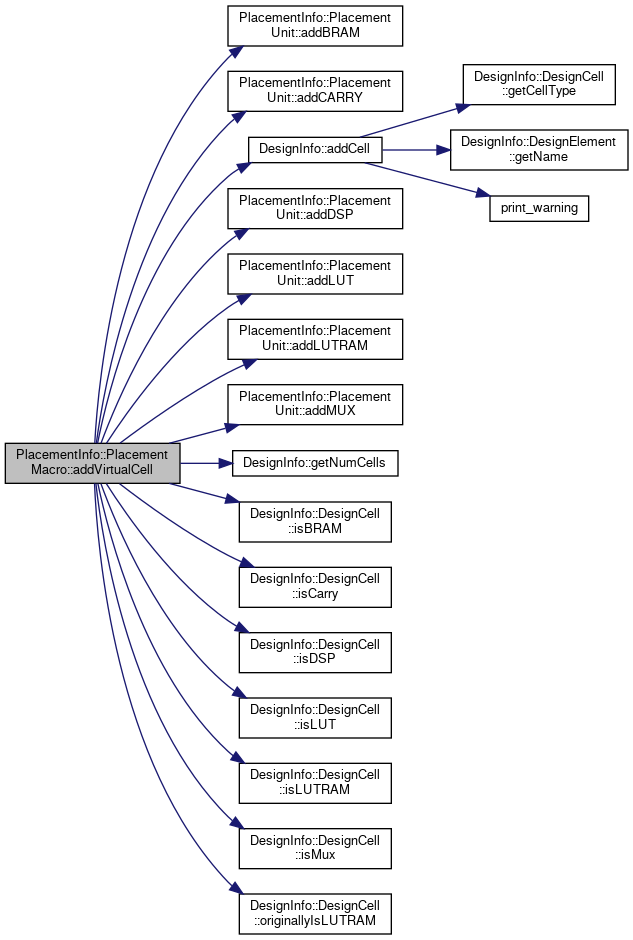 PlacementInfo::Placement
Unit::addBRAM
PlacementInfo::Placement
Unit::addCARRY
DesignInfo::DesignCell
::getCellType
DesignInfo::addCell
DesignInfo::DesignElement
::getName
print_warning
PlacementInfo::Placement
Unit::addDSP
PlacementInfo::Placement
Unit::addLUT
PlacementInfo::Placement
Unit::addLUTRAM
PlacementInfo::Placement
Unit::addMUX
PlacementInfo::Placement
Macro::addVirtualCell
DesignInfo::getNumCells
DesignInfo::DesignCell
::isBRAM
DesignInfo::DesignCell
::isCarry
DesignInfo::DesignCell
::isDSP
DesignInfo::DesignCell
::isLUT
DesignInfo::DesignCell
::isLUTRAM
DesignInfo::DesignCell
::isMux
DesignInfo::DesignCell
::originallyIsLUTRAM